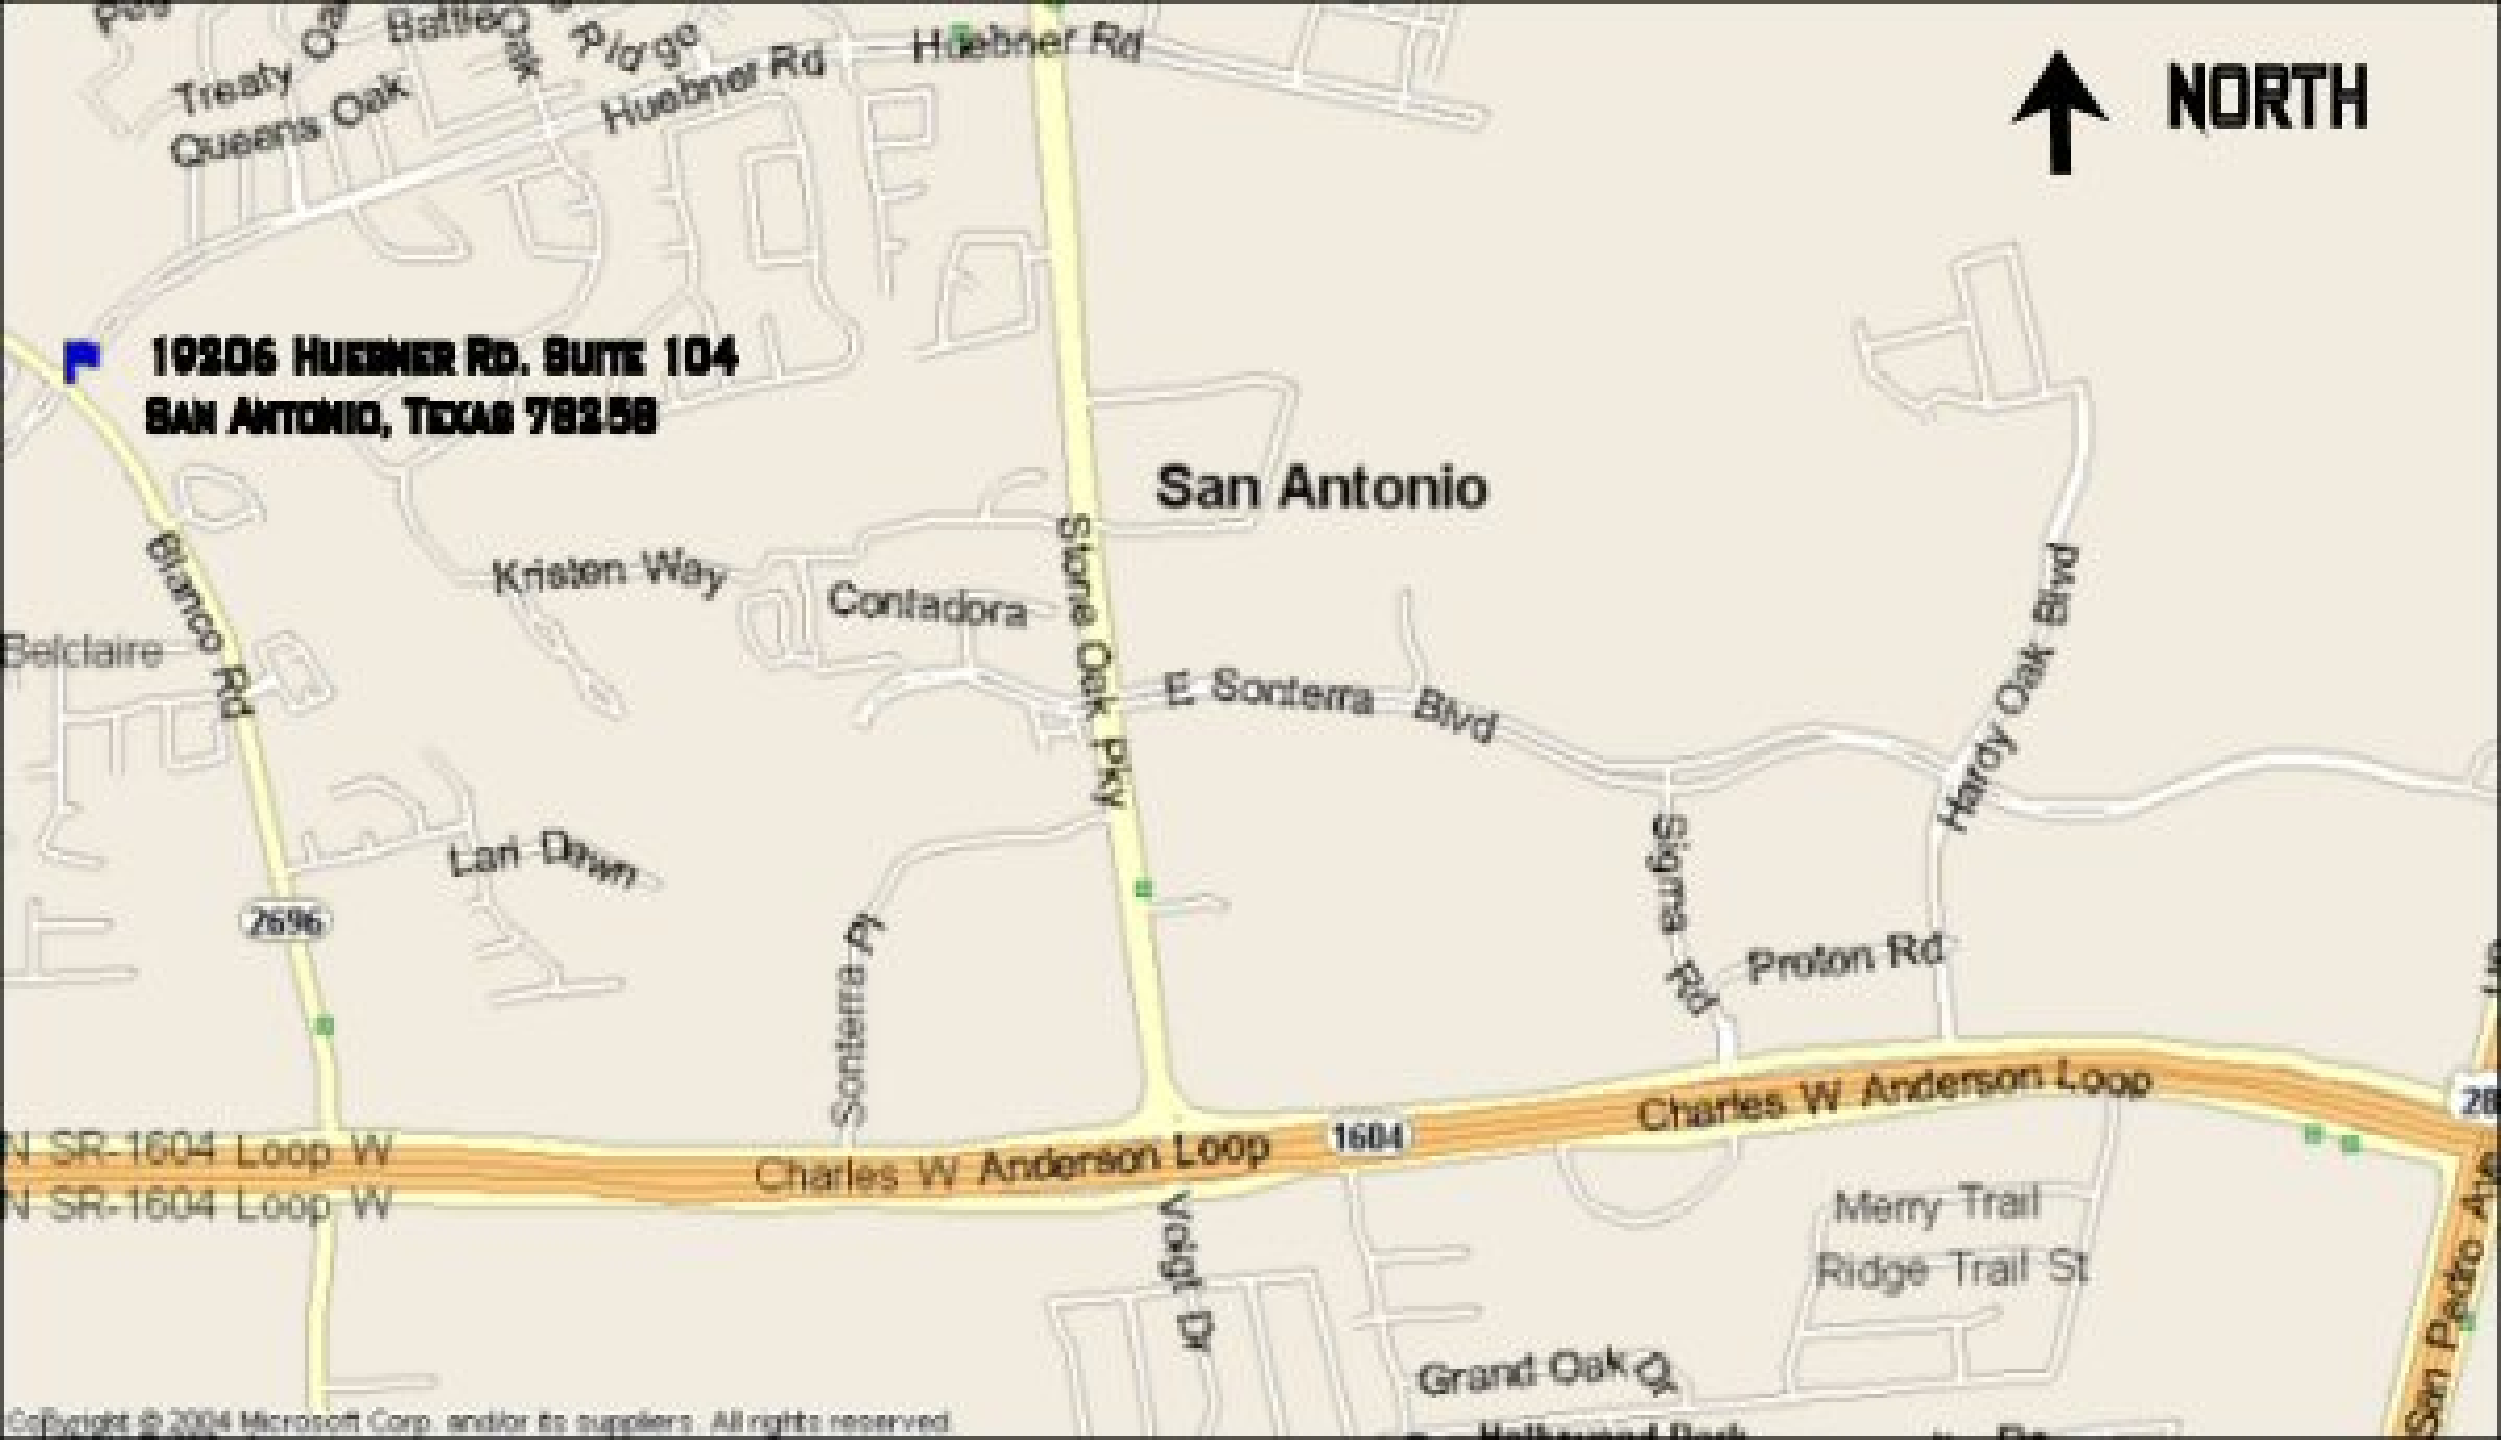 Treaty
Queens Oak
Battle
Oak
Ridge
Huebner Rd
Huebner Rd
NORTH
19206 HUEBNER RD. SUITE 104
SAN ANTONIO, TEXAS 78258
San Antonio
Blanco Rd
Kristen Way
Contadora
Stone Oak Pky
Belclaire
E Sonterra Blvd
Hardy Oak Blvd
Lari Dawn
2696
Sonterra Pl
Sigma Rd
Proton Rd
N SR-1604 Loop W
N SR-1604 Loop W
Charles W Anderson Loop
1604
Charles W Anderson Loop
28
Voigt Dr
Merry Trail
Ridge Trail St
San Pedro Ave
Grand Oak Dr
Hollywood Park
Copyright © 2004 Microsoft Corp. and/or its suppliers. All rights reserved.